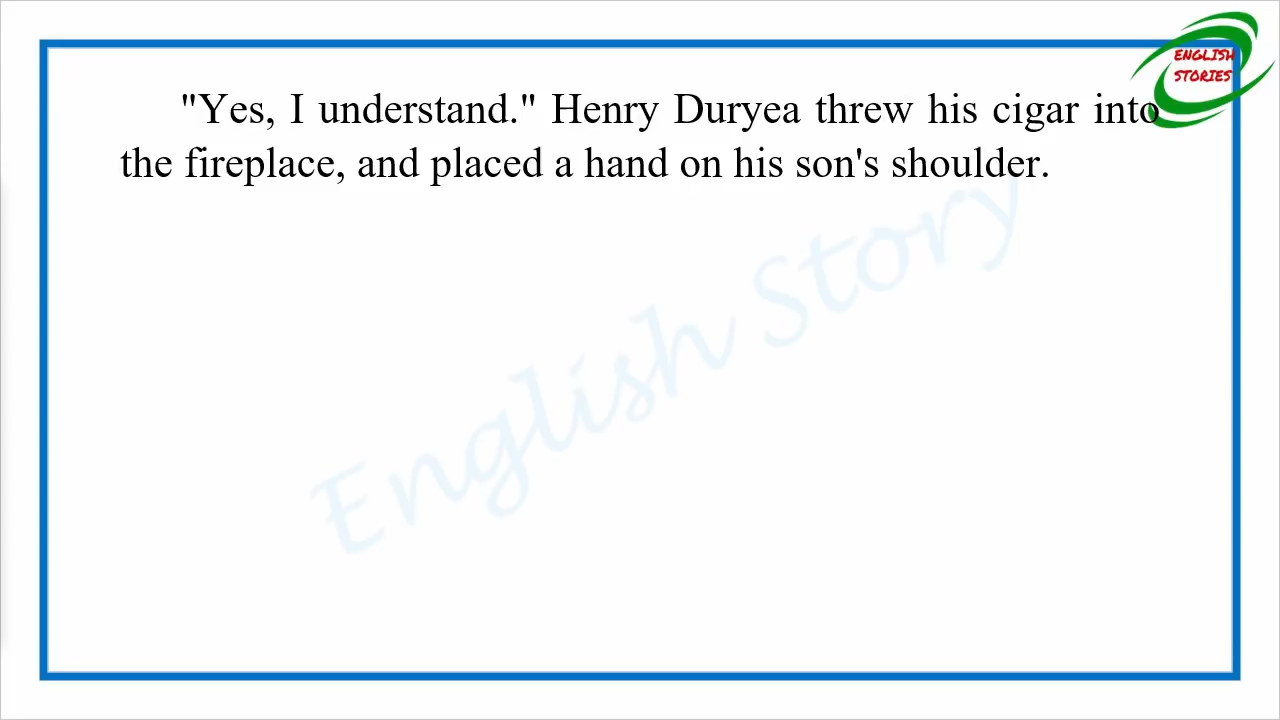 ENGLISH
STORIES
"Yes, I understand." Henry Duryea threw his cigar into
the fireplace, and placed a hand on his son's shoulder.
English Story